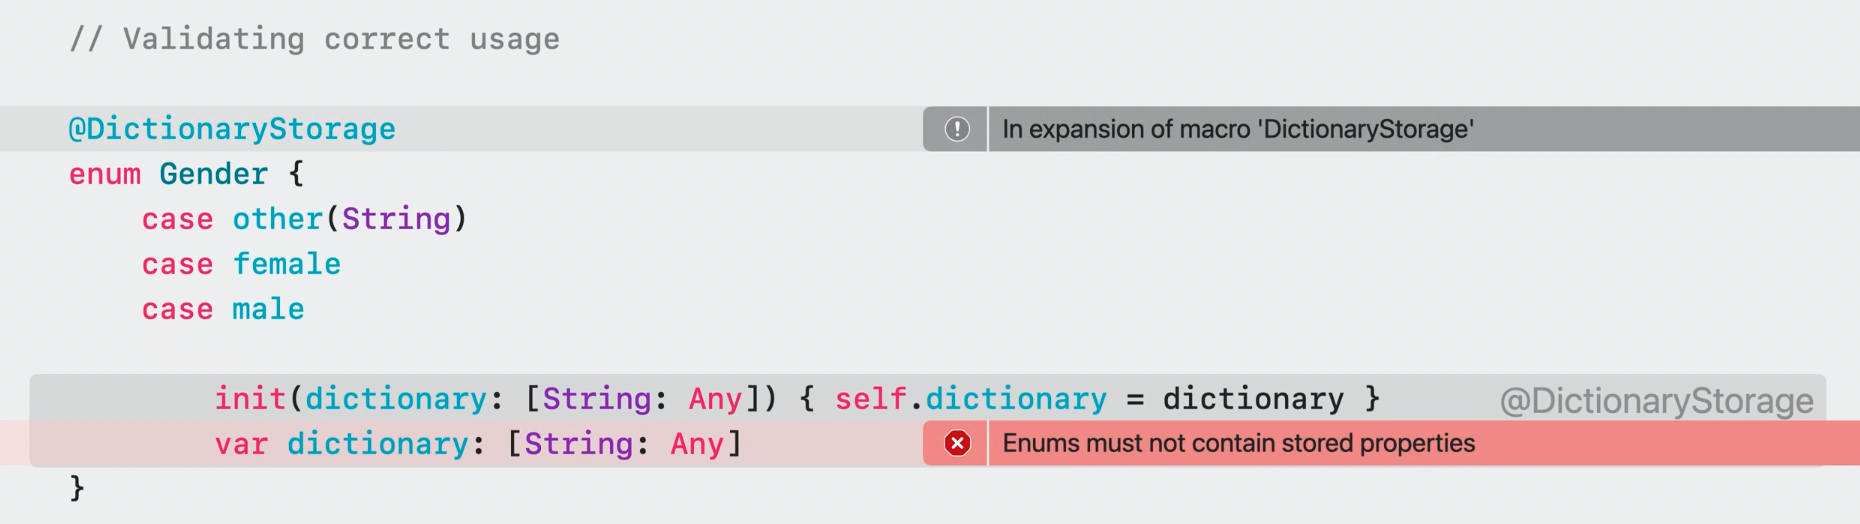 // Validating correct usage
@DictionaryStorage In expansion of macro 'DictionaryStorage'
enum Gender {
case other(String)
case female
case male
init(dictionary: [String: Any]) { self.dictionary = dictionary } @DictionaryStorage
var dictionary: [String: Any] Enums must not contain stored properties
}